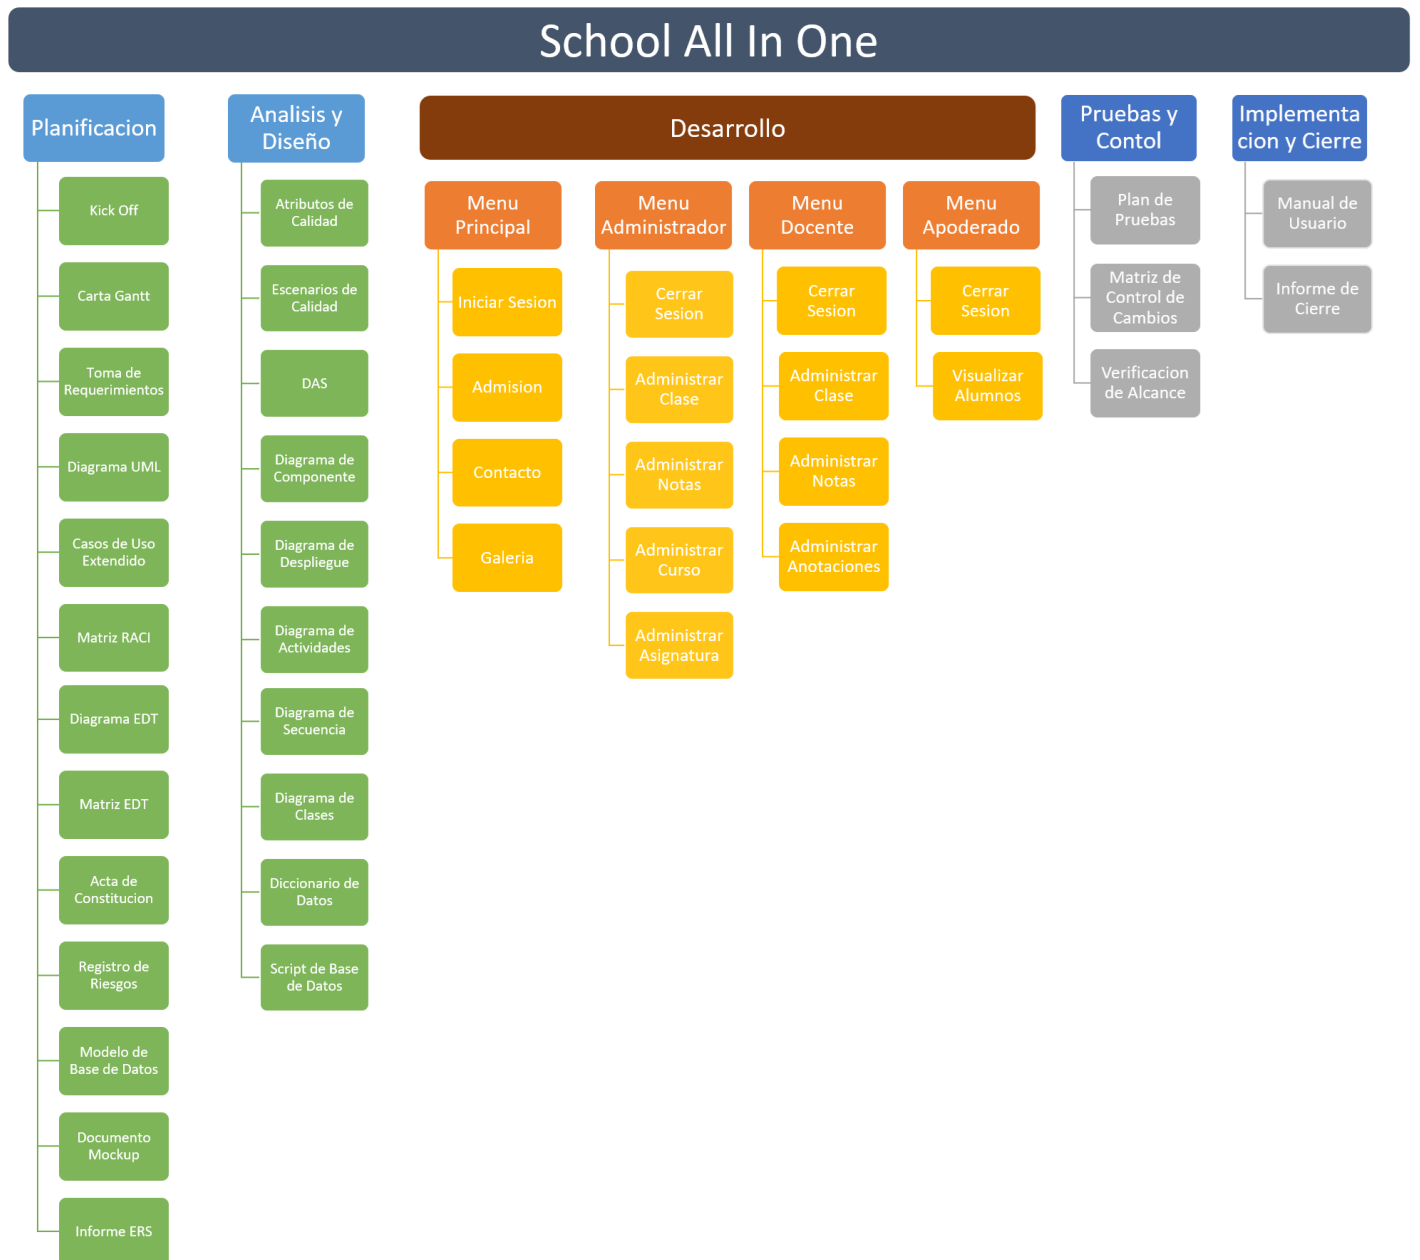 School All In One
Planificacion
Kick Off
Carta Gantt
Toma de
Requerimientos
Diagrama UML
Casos de Uso
Extendido
Matriz RACI
Diagrama EDT
Matriz EDT
Acta de
Constitucion
Registro de
Riesgos
Modelo de
Base de Datos
Documento
Mockup
Informe ERS
Analisis y
Diseño
Atributos de
Calidad
Escenarios de
Calidad
DAS
Diagrama de
Componente
Diagrama de
Despliegue
Diagrama de
Actividades
Diagrama de
Secuencia
Diagrama de
Clases
Diccionario de
Datos
Script de Base
de Datos
Desarrollo
Menu
Principal
Iniciar Sesion
Admision
Contacto
Galeria
Menu
Administrador
Cerrar
Sesion
Administrar
Clase
Administrar
Notas
Administrar
Curso
Administrar
Asignatura
Menu
Docente
Cerrar
Sesion
Administrar
Clase
Administrar
Notas
Administrar
Anotaciones
Menu
Apoderado
Cerrar
Sesion
Visualizar
Alumnos
Pruebas y
Contol
Plan de
Pruebas
Matriz de
Control de
Cambios
Verificacion
de Alcance
Implementa
cion y Cierre
Manual de
Usuario
Informe de
Cierre